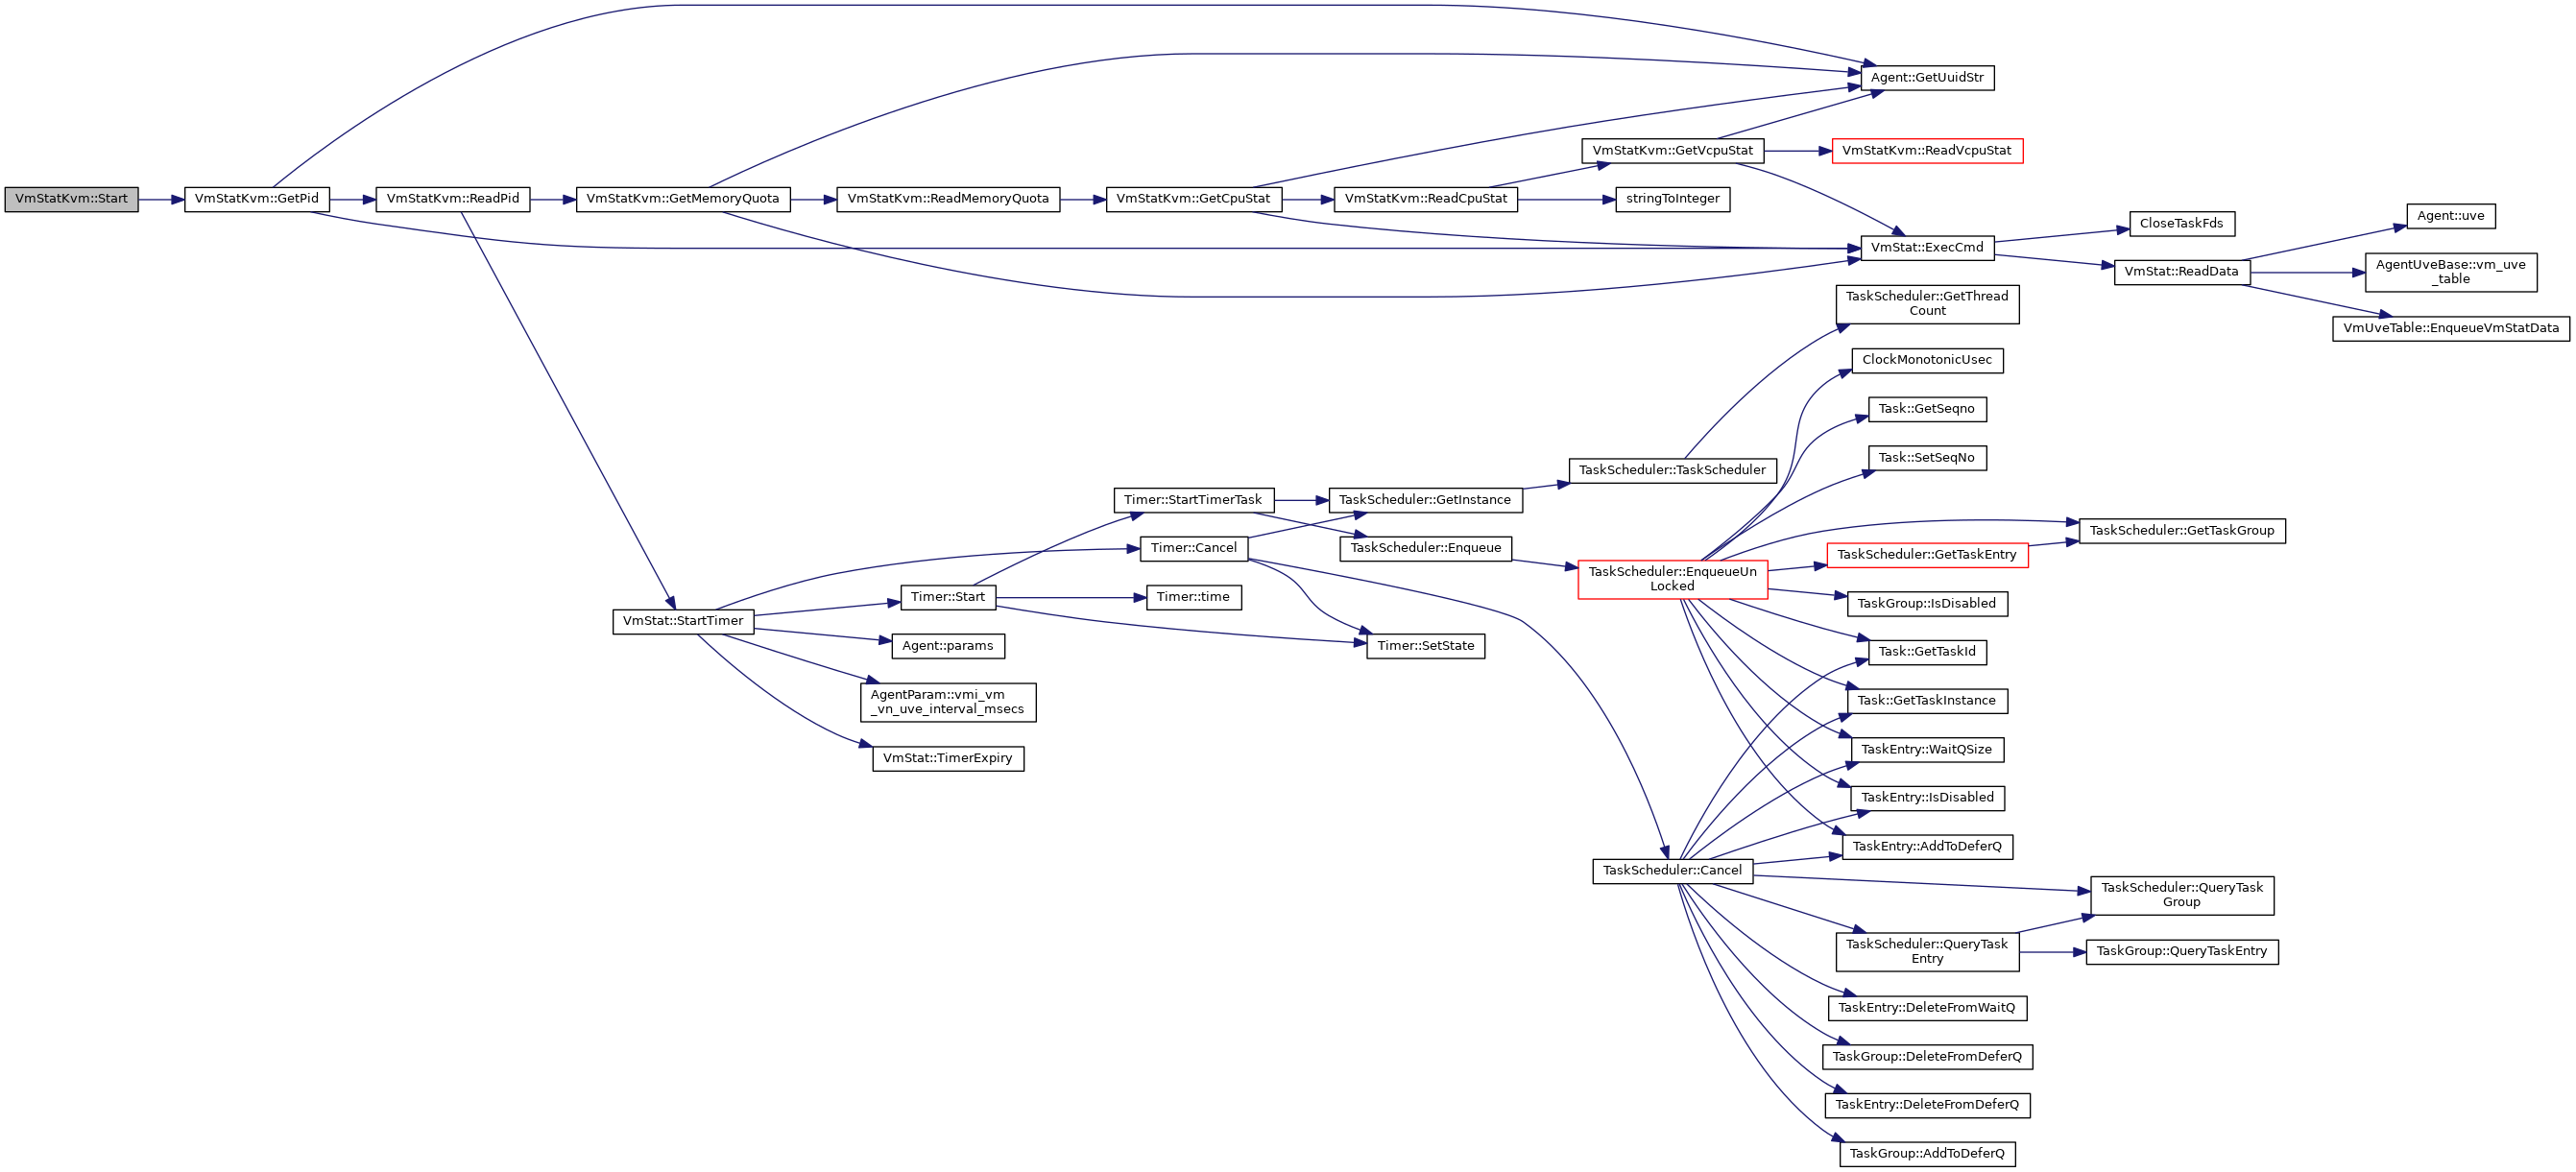 Agent::GetUuidStr
VmStatKvm::GetVcpuStat
VmStatKvm::ReadVcpuStat
VmStatKvm::Start
VmStatKvm::GetPid
VmStatKvm::ReadPid
VmStatKvm::GetMemoryQuota
VmStatKvm::ReadMemoryQuota
VmStatKvm::GetCpuStat
VmStatKvm::ReadCpuStat
stringToInteger
Agent::uve
CloseTaskFds
VmStat::ExecCmd
VmStat::ReadData
AgentUveBase::vm_uve
_table
TaskScheduler::GetThread
Count
VmUveTable::EnqueueVmStatData
ClockMonotonicUsec
Task::GetSeqno
Task::SetSeqNo
TaskScheduler::TaskScheduler
Timer::StartTimerTask
TaskScheduler::GetInstance
TaskScheduler::GetTaskGroup
Timer::Cancel
TaskScheduler::Enqueue
TaskScheduler::GetTaskEntry
TaskScheduler::EnqueueUn
Locked
Timer::Start
Timer::time
TaskGroup::IsDisabled
VmStat::StartTimer
Agent::params
Timer::SetState
Task::GetTaskId
AgentParam::vmi_vm
_vn_uve_interval_msecs
Task::GetTaskInstance
VmStat::TimerExpiry
TaskEntry::WaitQSize
TaskEntry::IsDisabled
TaskEntry::AddToDeferQ
TaskScheduler::Cancel
TaskScheduler::QueryTask
Group
TaskScheduler::QueryTask
Entry
TaskGroup::QueryTaskEntry
TaskEntry::DeleteFromWaitQ
TaskGroup::DeleteFromDeferQ
TaskEntry::DeleteFromDeferQ
TaskGroup::AddToDeferQ